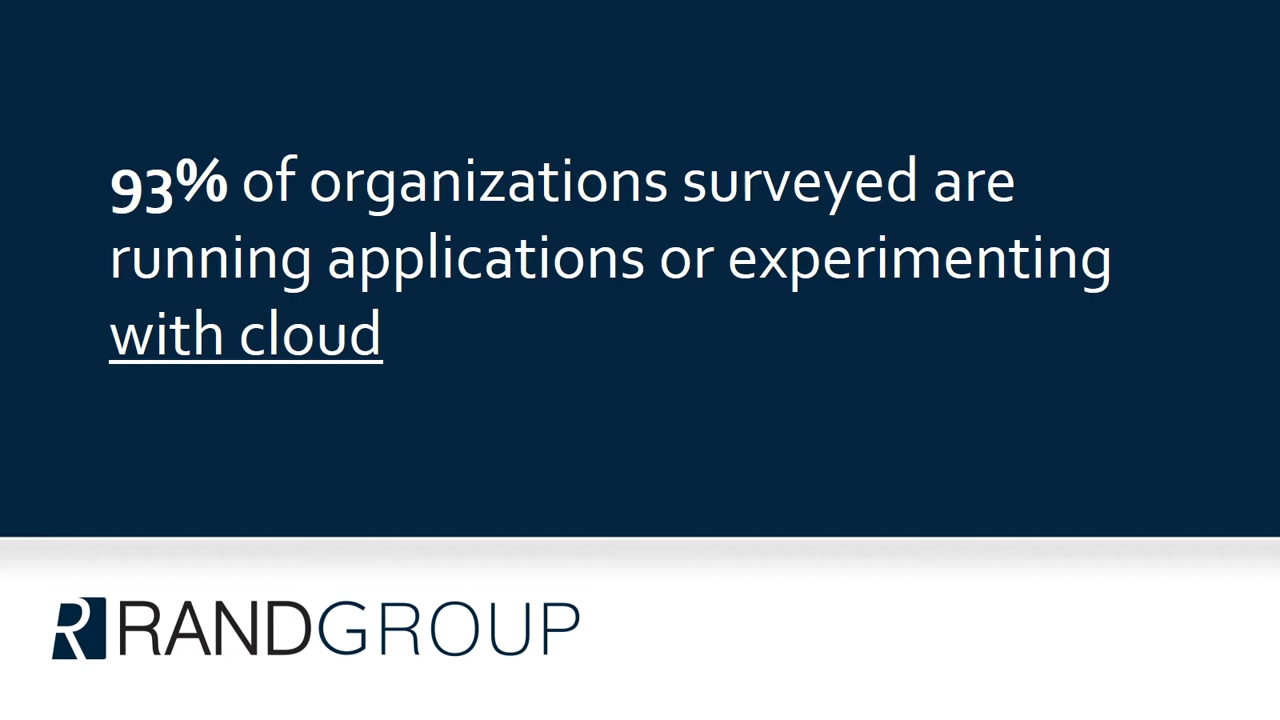 93% of organizations surveyed are
running applications or experimenting
with cloud
RANDGROUP